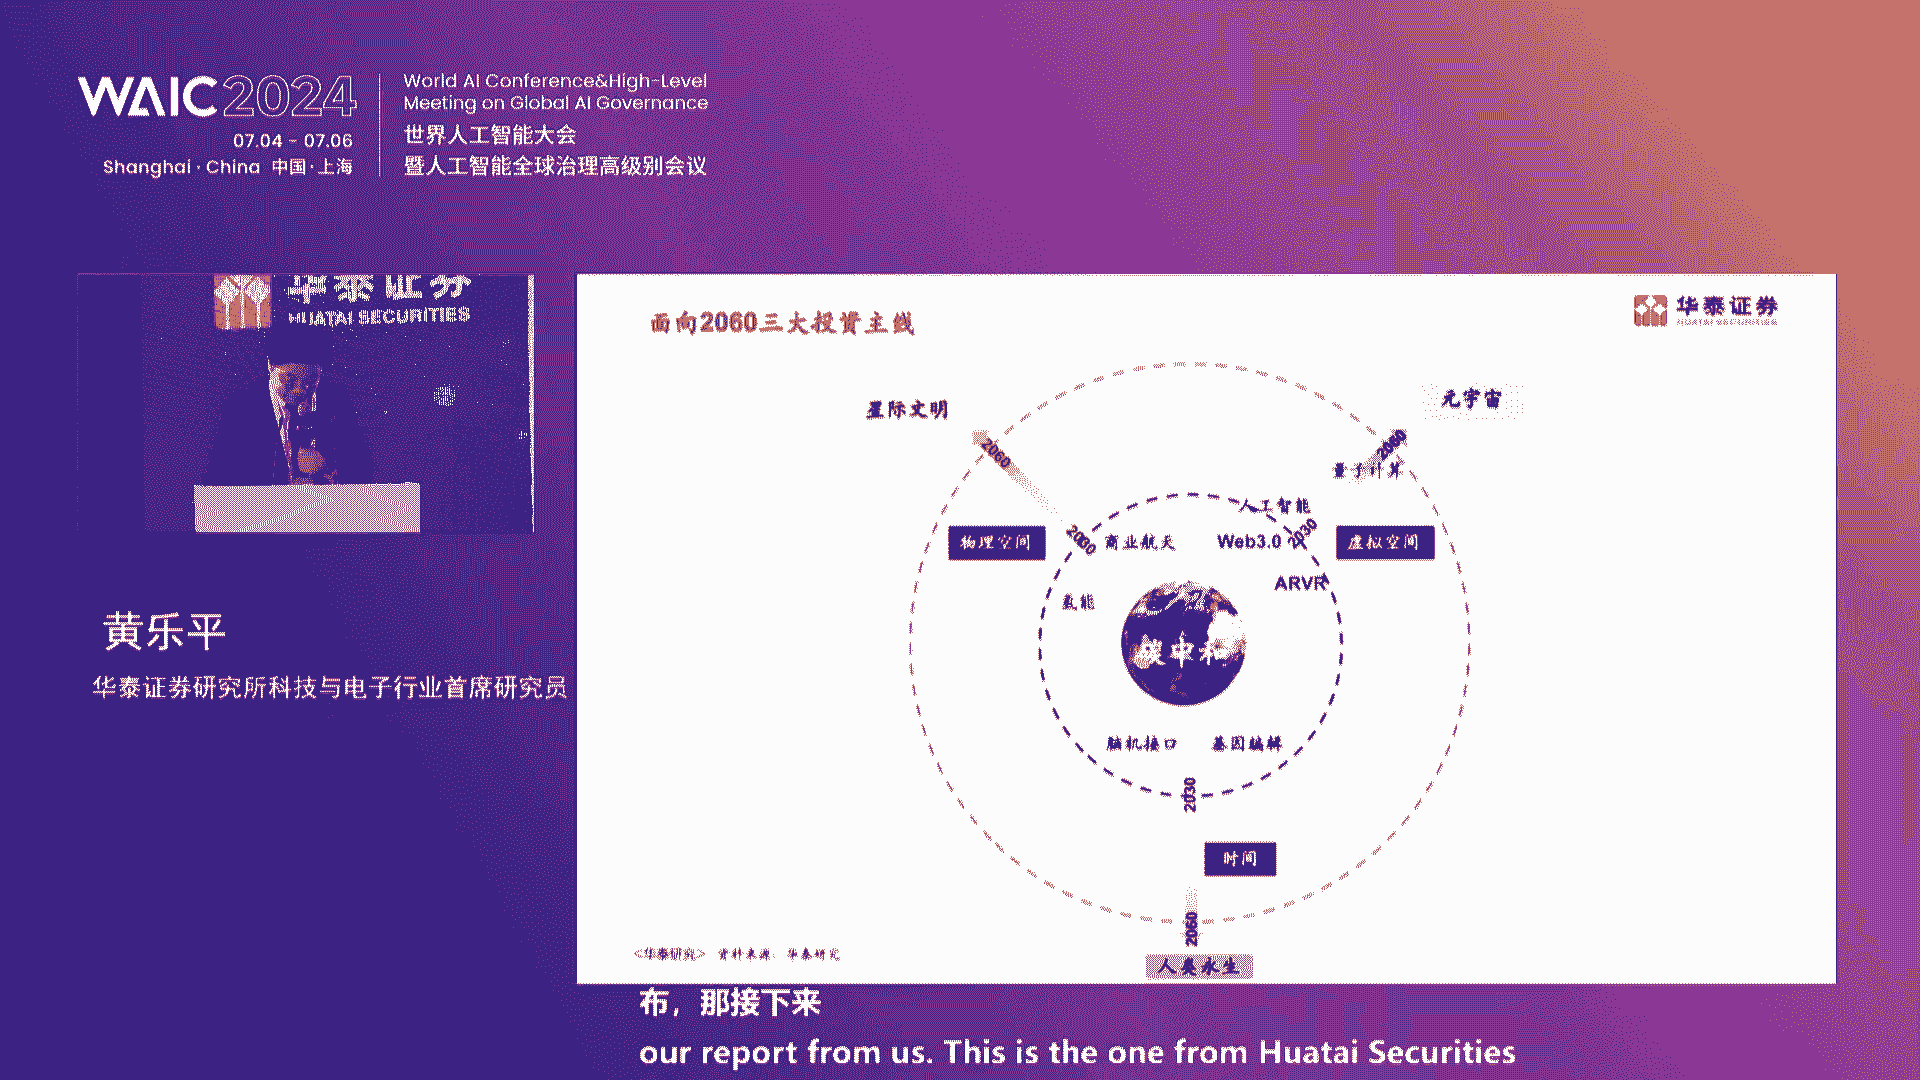 WAIC 2024
07.04 - 07.06
Shanghai · China 中国·上海
World AI Conference&High-Level
Meeting on Global AI Governance
世界人工智能大会
暨人工智能全球治理高级别会议
华泰证券
HUATAI SECURITIES
黄乐平
华泰证券研究所科技与电子行业首席研究员
面向2060三大投资主线
华泰证券
HUATAI SECURITIES
星际文明
元宇宙
2060
2060
量子计算
人工智能
物理空间
2030
商业航天
Web3.0
2030
虚拟空间
ARVR
氢能
碳中和
脑机接口
基因编辑
2030
时间
2060
人类永生
<华泰研究> 资料来源：华泰研究
布，那接下来
our report from us. This is the one from Huatai Securities